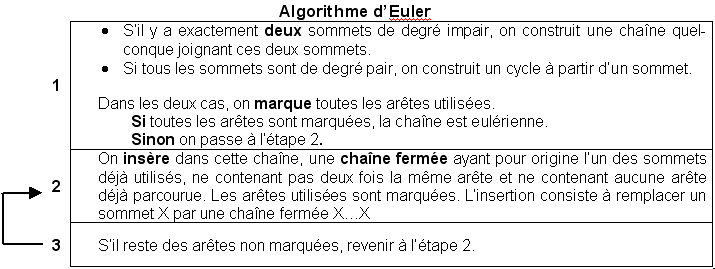 Algorithme d’Euler
• S’il y a exactement deux sommets de degré impair, on construit une chaîne quel-
conque joignant ces deux sommets.
• Si tous les sommets sont de degré pair, on construit un cycle à partir d’un sommet.
1
Dans les deux cas, on marque toutes les arêtes utilisées.
Si toutes les arêtes sont marquées, la chaîne est eulérienne.
Sinon on passe à l’étape 2.
On insère dans cette chaîne, une chaîne fermée ayant pour origine l’un des sommets
2 déjà utilisés, ne contenant pas deux fois la même arête et ne contenant aucune arête
déjà parcourue. Les arêtes utilisées sont marquées. L’insertion consiste à remplacer un
sommet X par une chaîne fermée X…X
3 S’il reste des arêtes non marquées, revenir à l’étape 2.